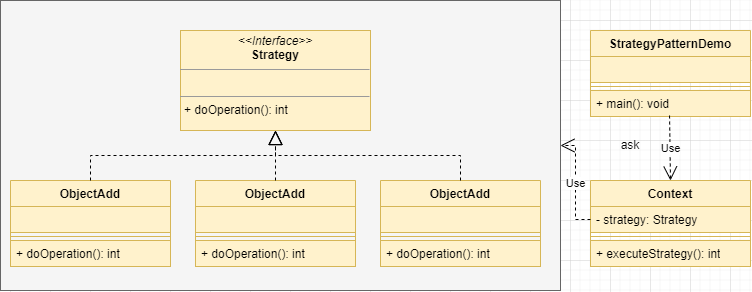 <<Interface>>
Strategy
+ doOperation(): int
ObjectAdd
+ doOperation(): int
ObjectAdd
+ doOperation(): int
ObjectAdd
+ doOperation(): int
StrategyPatternDemo
+ main(): void
ask
Use
Use
Context
- strategy: Strategy
+ executeStrategy(): int